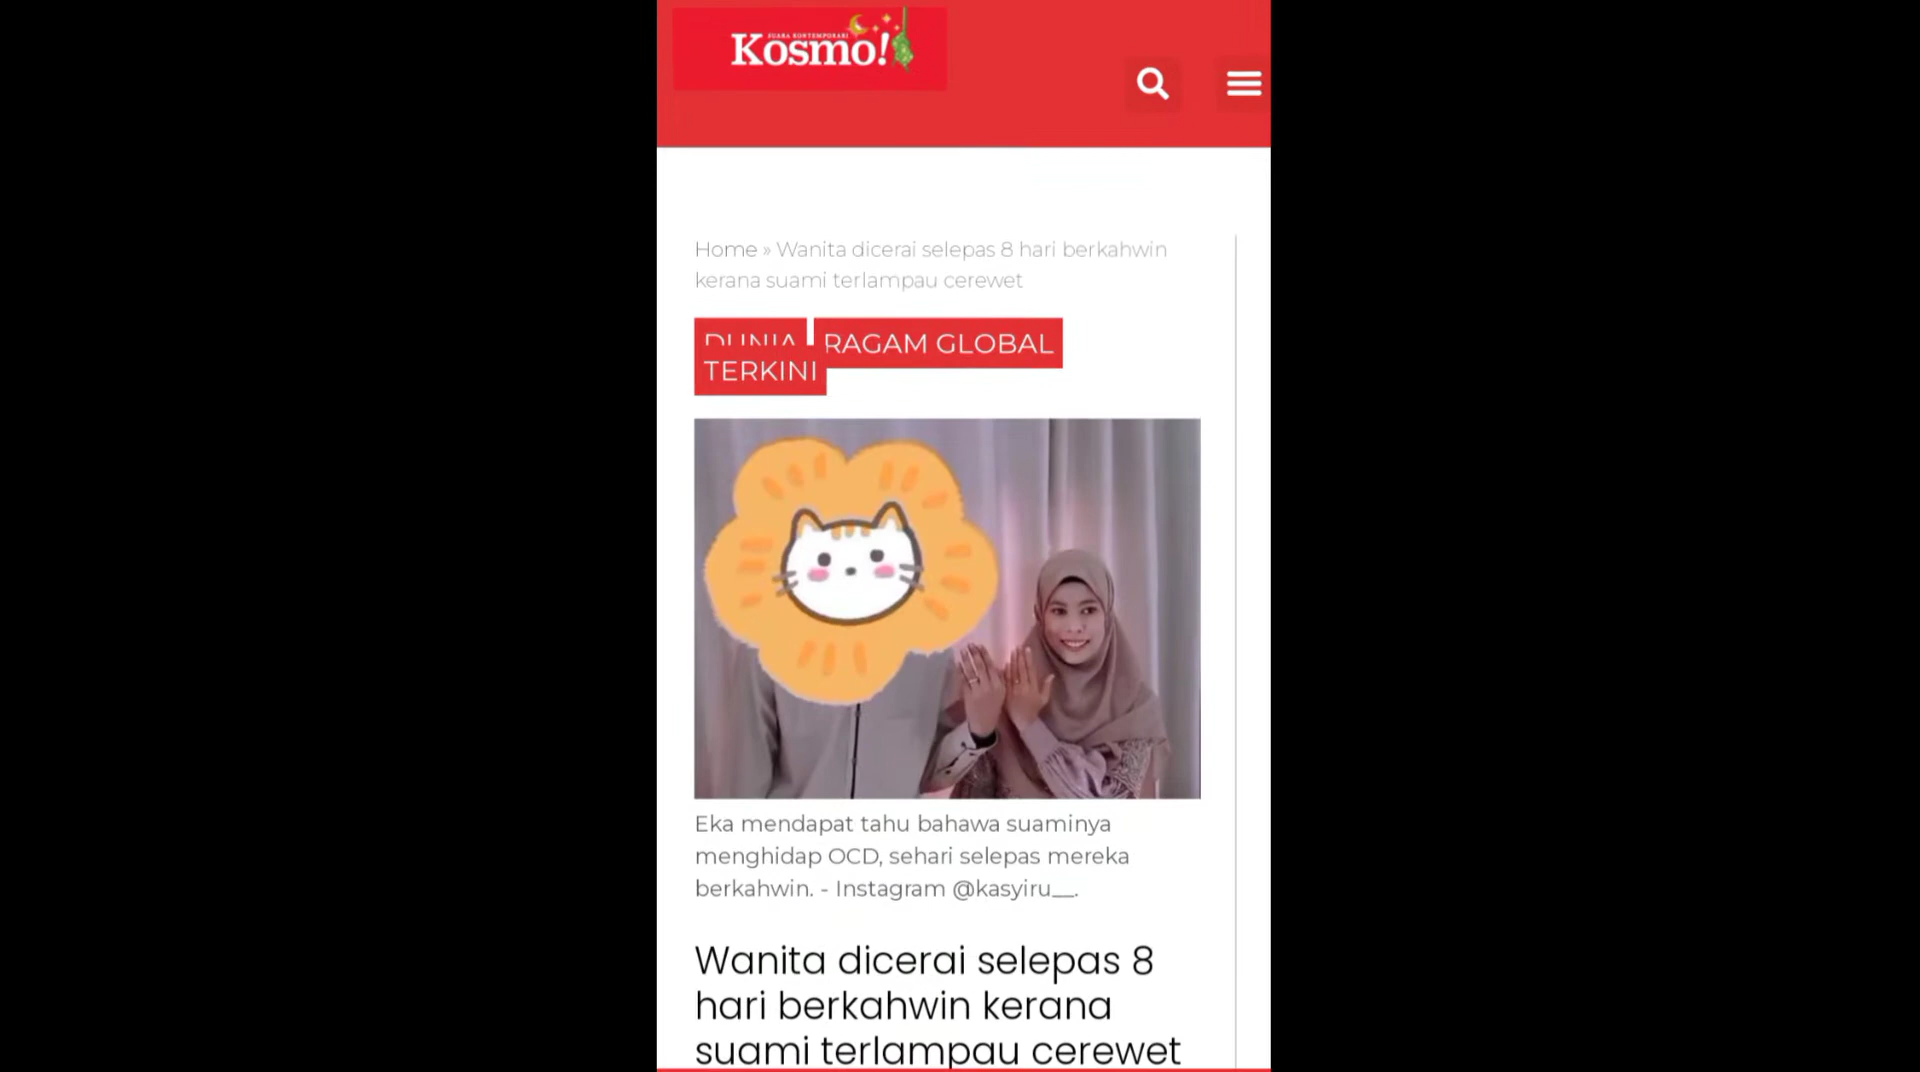 SUARA KONTEMPORARI
Kosmo!
Home » Wanita dicerai selepas 8 hari berkahwin
kerana suami terlampau cerewet
DUNIA RAGAM GLOBAL
TERKINI
Eka mendapat tahu bahawa suaminya
menghidap OCD, sehari selepas mereka
berkahwin. - Instagram @kasyiru__.
Wanita dicerai selepas 8
hari berkahwin kerana
suami terlampau cerewet